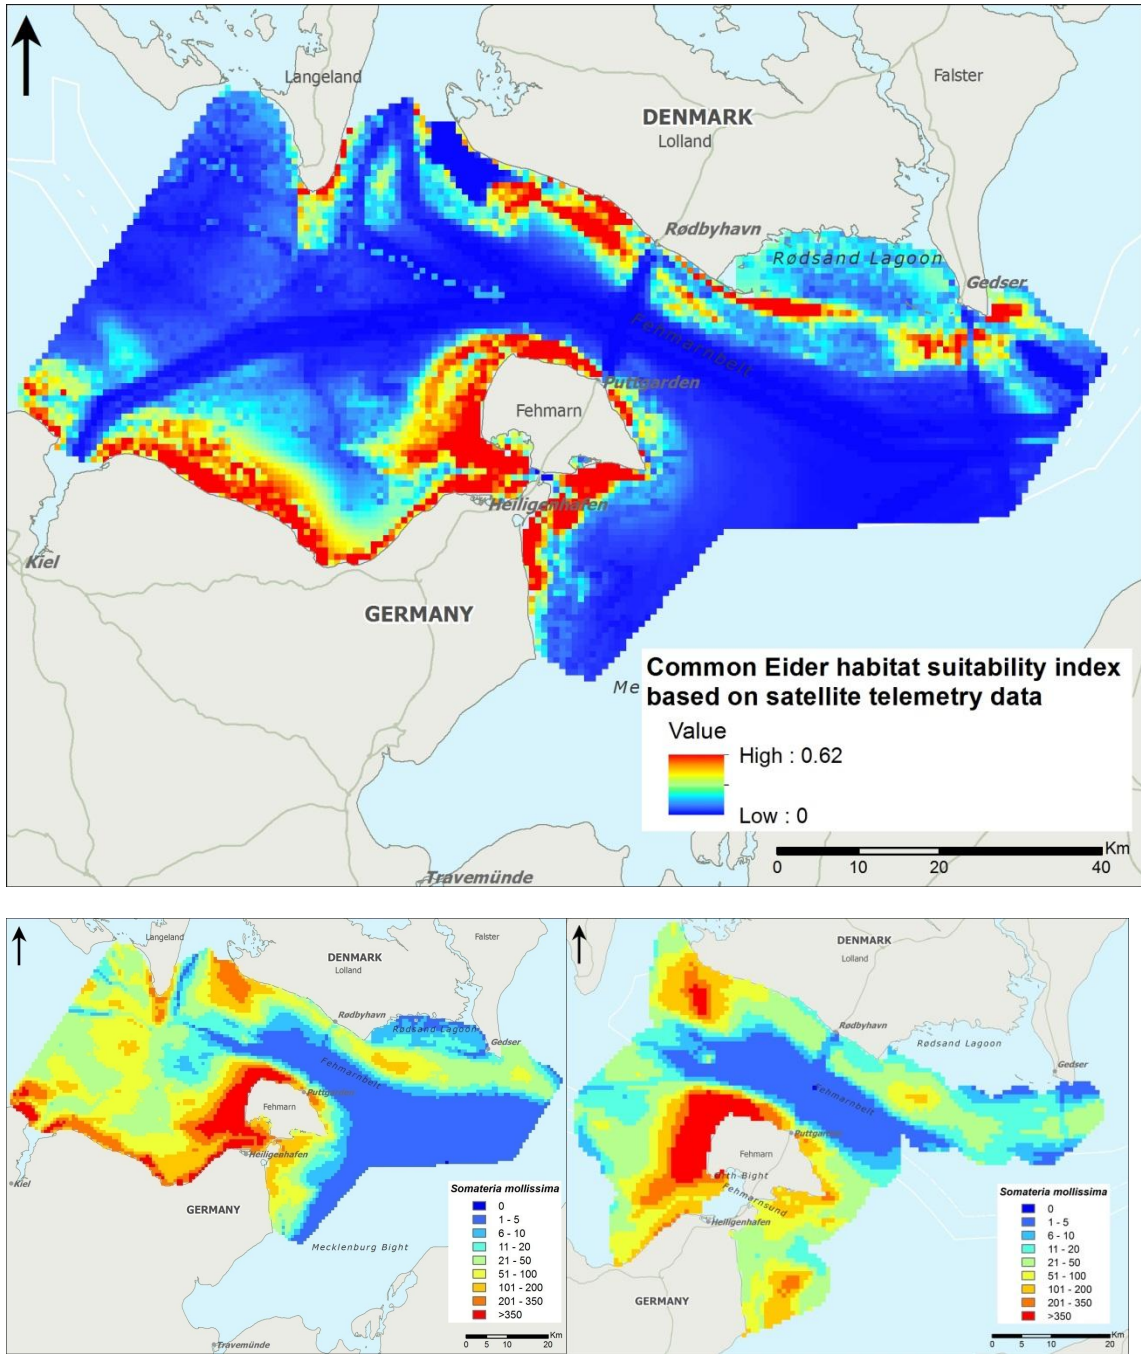 Langeland
Falster
DENMARK
Lolland
Rødbyhavn
Rødsand Lagoon
Gedser
Fehmarnbelt
Puttgarden
Fehmarn
Heiligenhafen
Kiel
GERMANY
Me
Common Eider habitat suitability index
based on satellite telemetry data
Value
High : 0.62
Low : 0
Km
0 10 20 40
Travemünde
Langeland
DENMARK
Falster
Lolland
Rødbyhavn
Rødsand Lagoon
Gedser
Fehmarnbelt
Puttgarden
Fehmarn
Heiligenhafen
Kiel
GERMANY
Mecklenburg Bight
Travemünde
Somateria mollissima
0
1 - 5
6 - 10
11 - 20
21 - 50
51 - 100
101 - 200
201 - 350
>350
Km
0 5 10 20
DENMARK
Falster
Lolland
Rødbyhavn
Rødsand Lagoon
Gedser
Fehmarnbelt
Puttgarden
Fehmarn
Orth Bight
Fehmarnsund
Heiligenhafen
GERMANY
Somateria mollissima
0
1 - 5
6 - 10
11 - 20
21 - 50
51 - 100
101 - 200
201 - 350
>350
Km
0 5 10 20